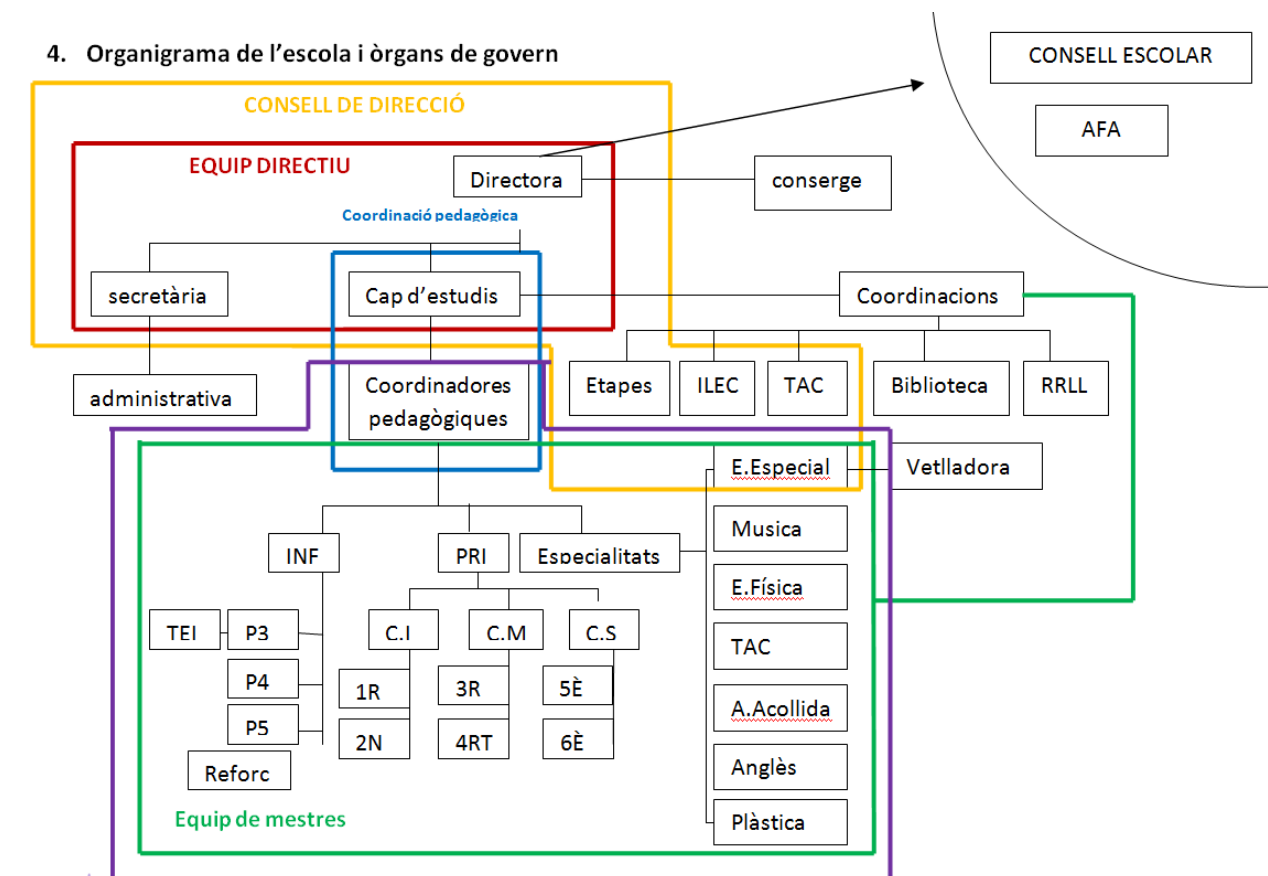 4. Organigrama de l'escola i òrgans de govern
CONSELL ESCOLAR
CONSELL DE DIRECCIÓ
AFA
EQUIP DIRECTIU
Directora
conserge
Coordinació pedagògica
secretària
Cap d'estudis
Coordinacions
administrativa
Coordinadores
pedagògiques
Etapes
ILEC
TAC
Biblioteca
RRLL
E.Especial
Vetlladora
Musica
INF
PRI
Especialitats
E.Física
TEI
P3
C.I
C.M
C.S
TAC
P4
1R
3R
5È
A.Acollida
P5
2N
4RT
6È
Reforc
Anglès
Equip de mestres
Plàstica